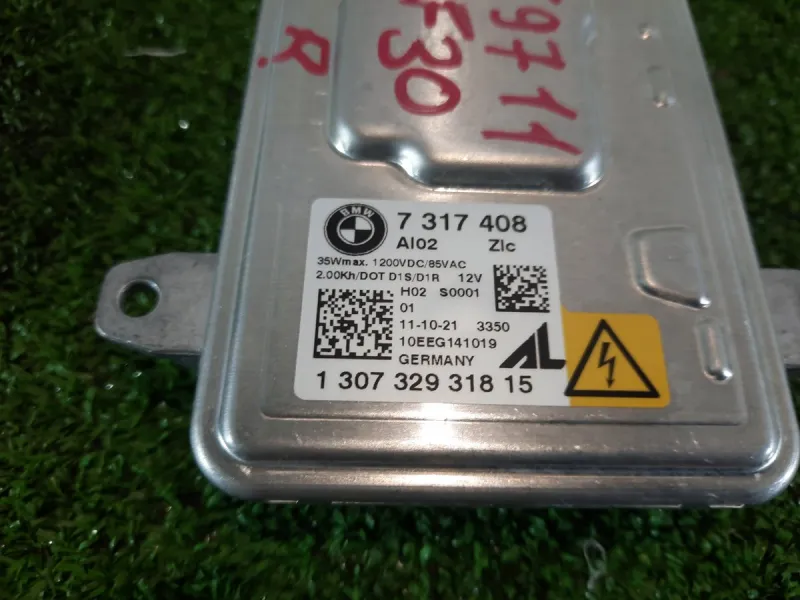 R.
F30
9711
BMW
7 317 408
AI02 Zlc
35Wmax. 1200VDC/85VAC
2.00Kh/DOT D1S/D1R 12V
H02 S0001
01
11-10-21 3350
10EEG141019
GERMANY
AL
1 307 329 318 15